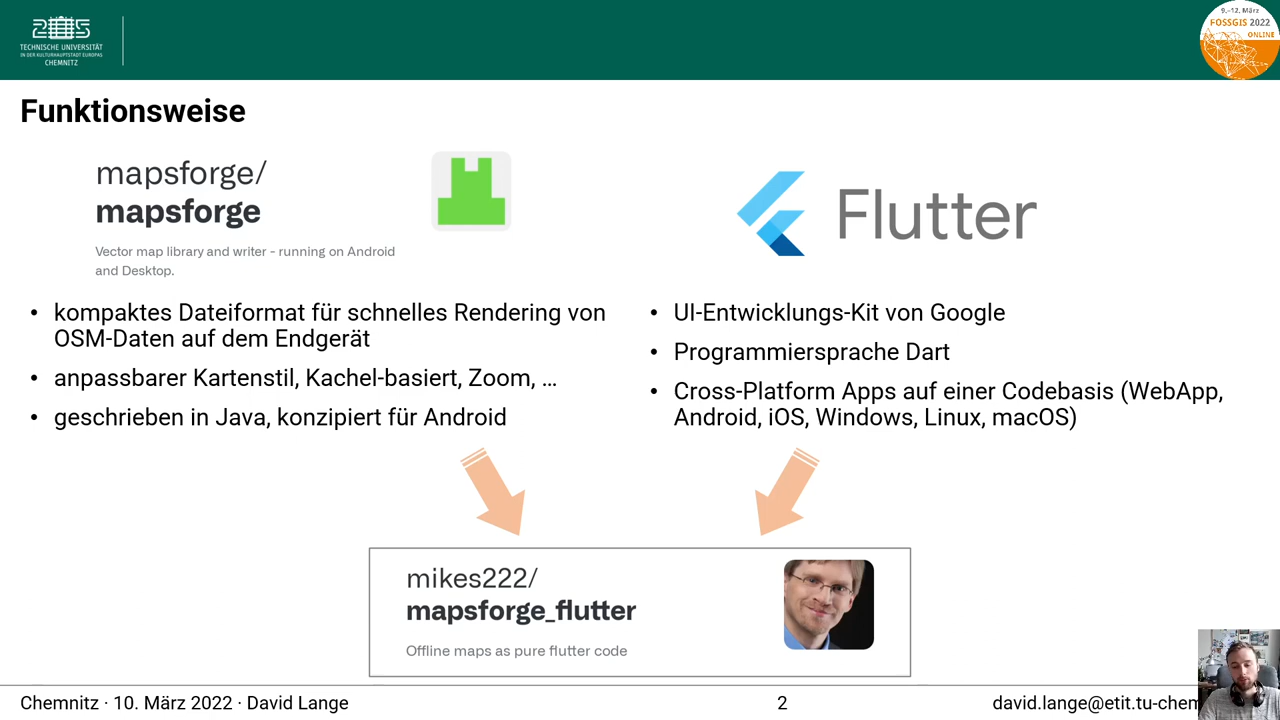 TECHNISCHE UNIVERSITÄT
IN DER KULTURHAUPTSTADT EUROPAS
CHEMNITZ
9.–12. März
FOSSGIS 2022
ONLINE
Funktionsweise
mapsforge/
mapsforge
Vector map library and writer - running on Android
and Desktop.
Flutter
• kompaktes Dateiformat für schnelles Rendering von
OSM-Daten auf dem Endgerät
• anpassbarer Kartenstil, Kachel-basiert, Zoom, ...
• geschrieben in Java, konzipiert für Android
• UI-Entwicklungs-Kit von Google
• Programmiersprache Dart
• Cross-Platform Apps auf einer Codebasis (WebApp,
Android, iOS, Windows, Linux, macOS)
mikes222/
mapsforge_flutter
Offline maps as pure flutter code
Chemnitz · 10. März 2022 · David Lange
2
david.lange@etit.tu-chem